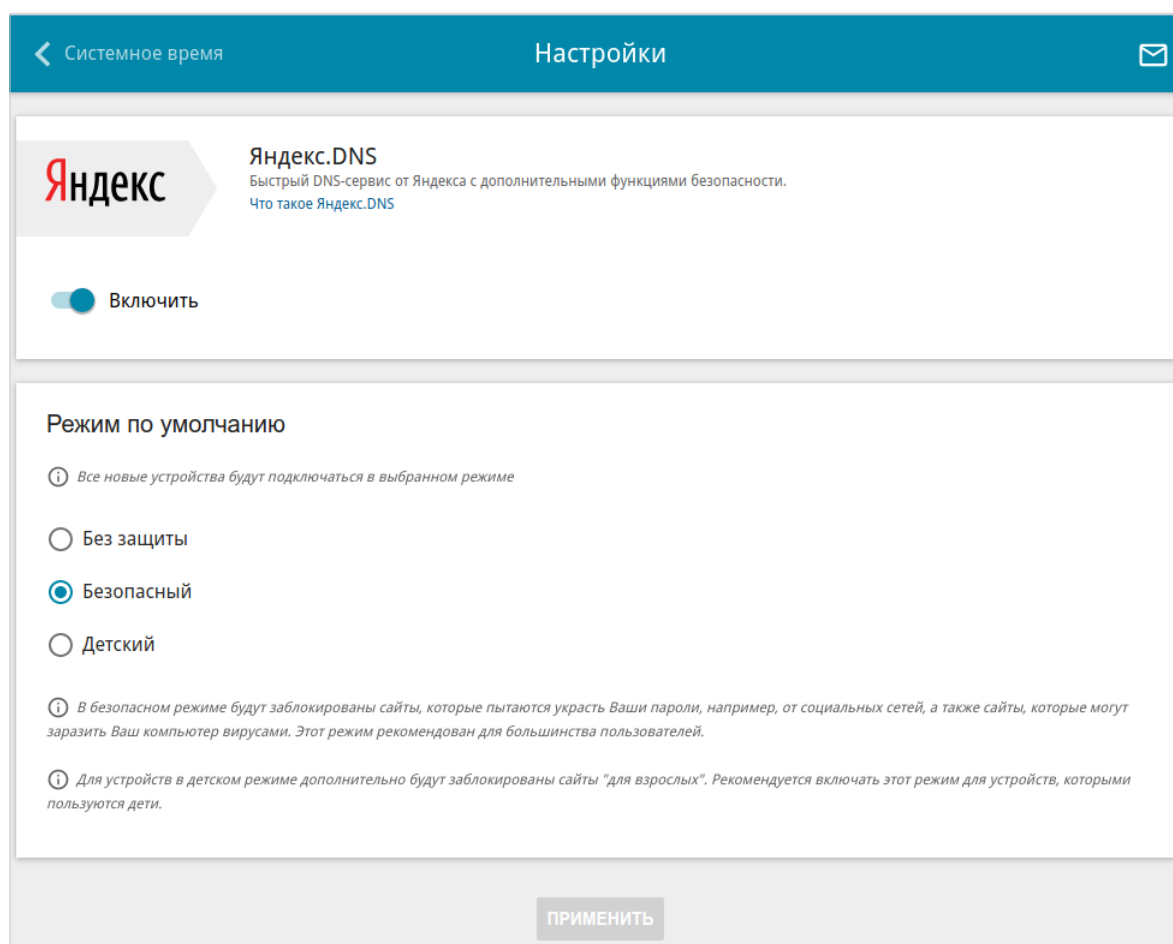 Системное время
Настройки
Яндекс
Яндекс.DNS
Быстрый DNS-сервис от Яндекса с дополнительными функциями безопасности.
Что такое Яндекс.DNS
Включить
Режим по умолчанию
Все новые устройства будут подключаться в выбранном режиме
Без защиты
Безопасный
Детский
В безопасном режиме будут заблокированы сайты, которые пытаются украсть Ваши пароли, например, от социальных сетей, а также сайты, которые могут
заразить Ваш компьютер вирусами. Этот режим рекомендован для большинства пользователей.
Для устройств в детском режиме дополнительно будут заблокированы сайты "для взрослых". Рекомендуется включать этот режим для устройств, которыми
пользуются дети.
ПРИМЕНИТЬ